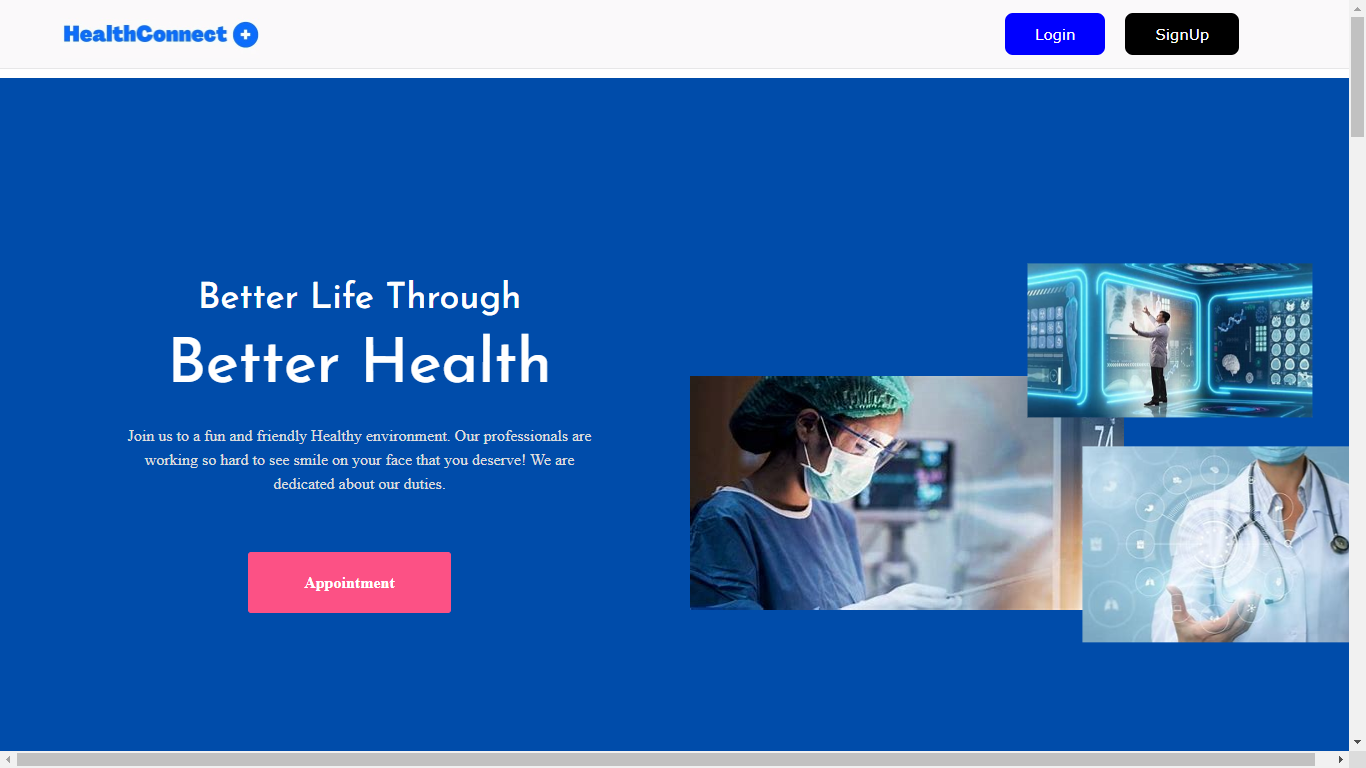 HealthConnect
Login
SignUp
Better Life Through
Better Health
Join us to a fun and friendly Healthy environment. Our professionals are
working so hard to see smile on your face that you deserve! We are
dedicated about our duties.
Appointment
74